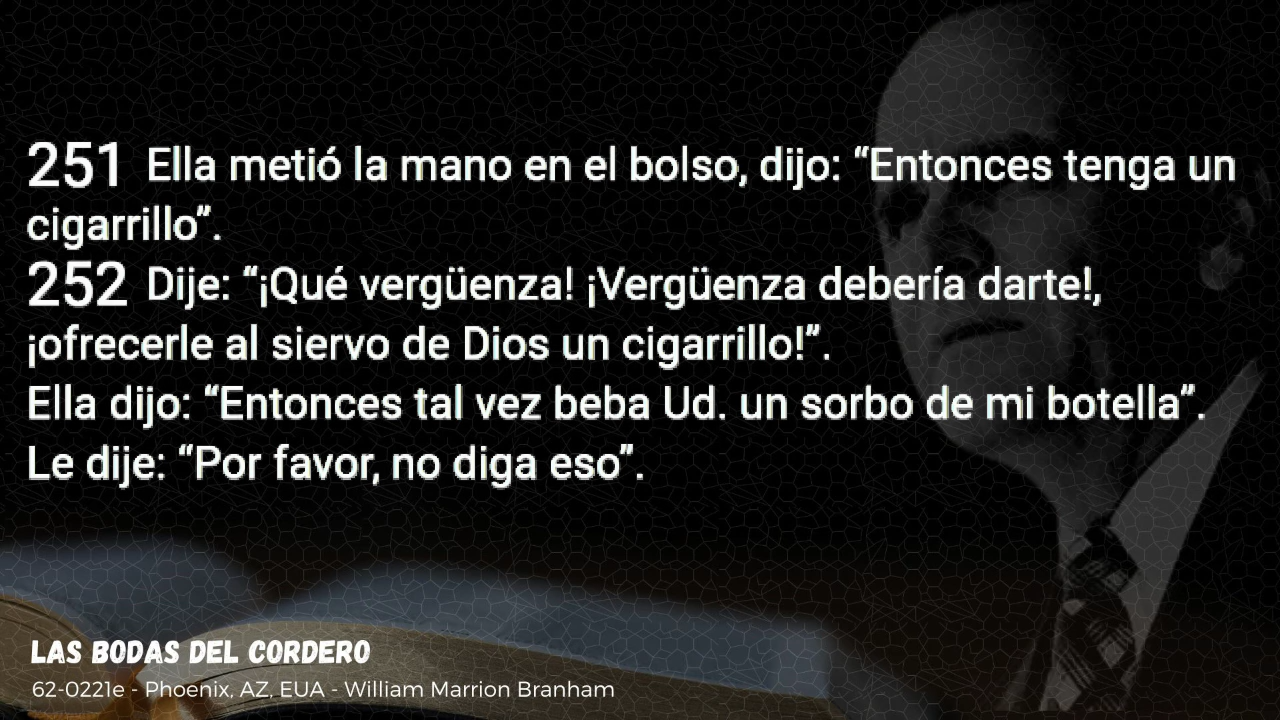 251 Ella metió la mano en el bolso, dijo: “Entonces tenga un
cigarrillo”.
252 Dije: “¡Qué vergüenza! ¡Vergüenza debería darte!,
¡ofrecerle al siervo de Dios un cigarrillo!”.
Ella dijo: “Entonces tal vez beba Ud. un sorbo de mi botella”.
Le dije: “Por favor, no diga eso”.
LAS BODAS DEL CORDERO
62-0221e - Phoenix, AZ, EUA - William Marrion Branham